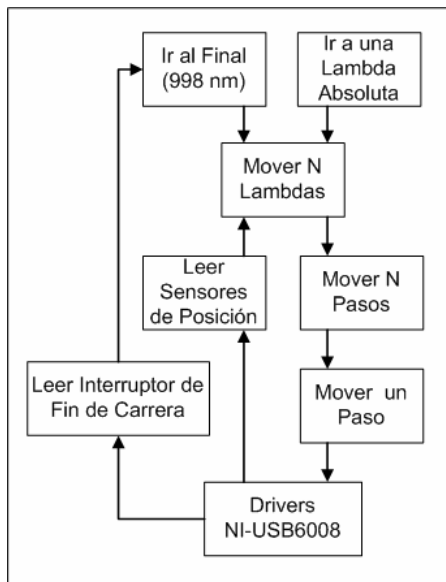 Ir al Final
(998 nm)
Ir a una
Lambda
Absoluta
Mover N
Lambdas
Leer
Sensores
de Posición
Mover N
Pasos
Leer Interruptor de
Fin de Carrera
Mover un
Paso
Drivers
NI-USB6008